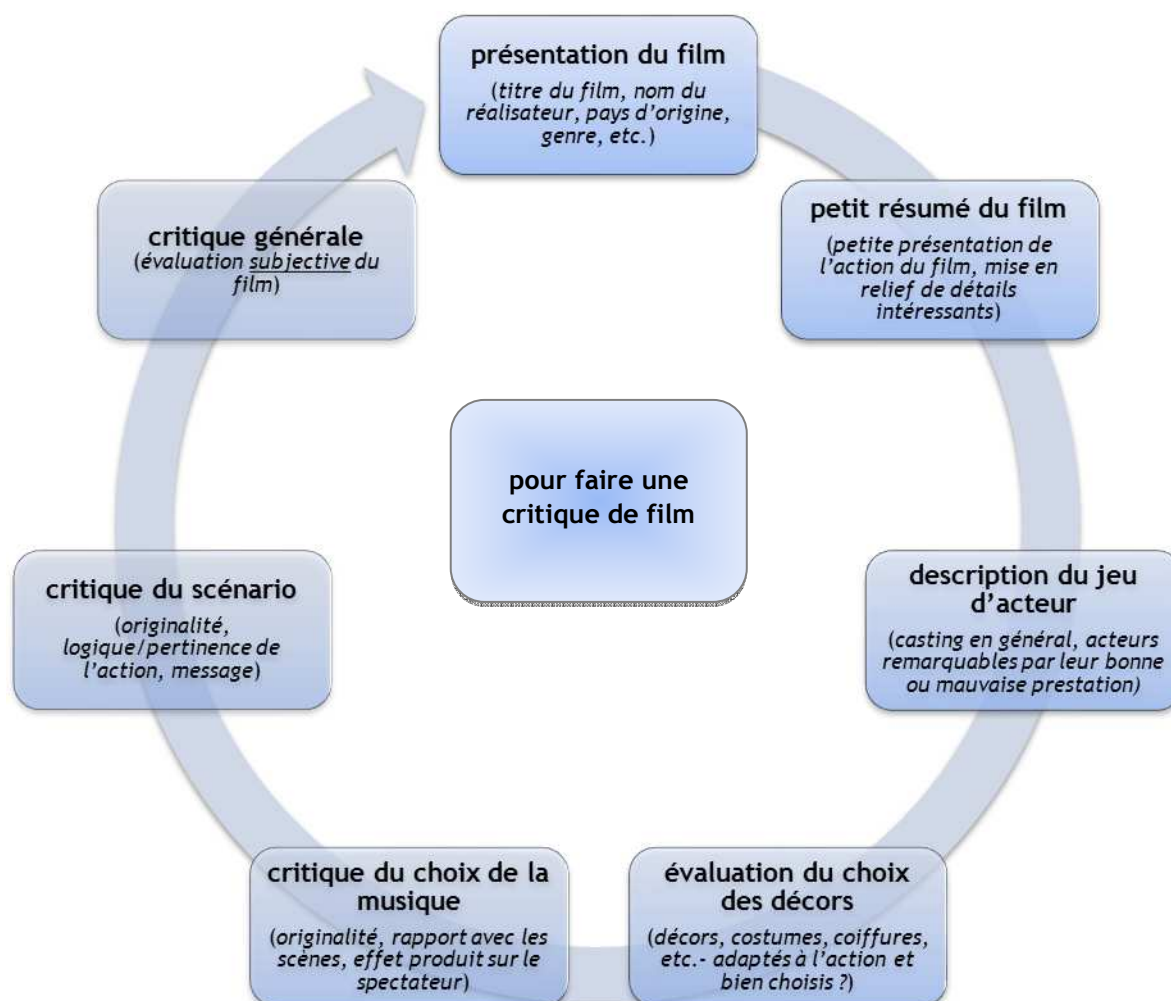 présentation du film
(titre du film, nom du
réalisateur, pays d'origine,
genre, etc.)
petit résumé du film
(petite présentation de
l'action du film, mise en
relief de détails
intéressants)
description du jeu
d'acteur
(casting en général, acteurs
remarquables par leur bonne
ou mauvaise prestation)
évaluation du choix
des décors
(décors, costumes, coiffures,
etc.- adaptés à l'action et
bien choisis ?)
critique du choix de la
musique
(originalité, rapport avec les
scènes, effet produit sur le
spectateur)
critique du scénario
(originalité,
logique/pertinence de
l'action, message)
critique générale
(évaluation subjective du
film)
pour faire une
critique de film